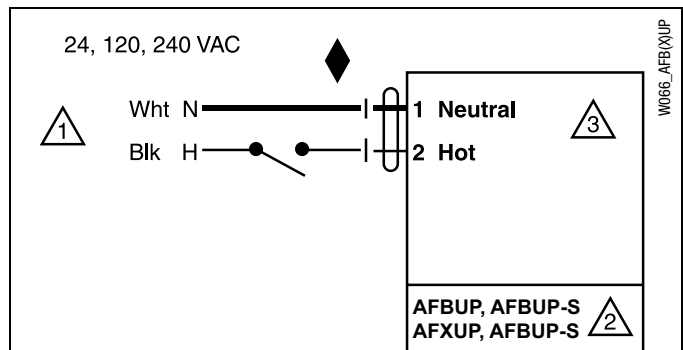 24, 120, 240 VAC
W066_AFB(X)UP
1
Wht N
1 Neutral
3
Blk H
2 Hot
AFBUP, AFBUP-S
2
AFXUP, AFBUP-S